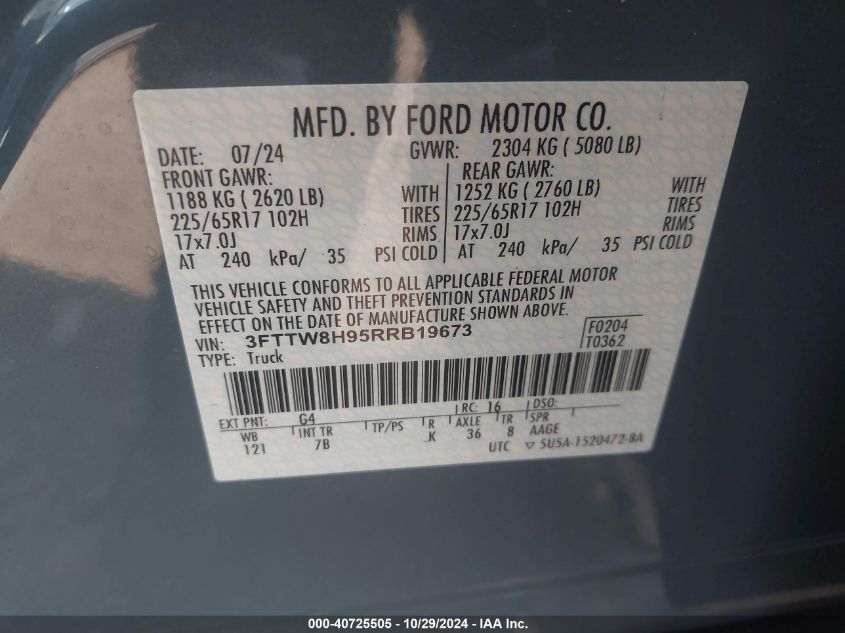 MFD. BY FORD MOTOR CO.
DATE: 07/24 GVWR: 2304 KG ( 5080 LB)
FRONT GAWR: REAR GAWR:
1188 KG ( 2620 LB) WITH 1252 KG ( 2760 LB) WITH
225/65R17 102H TIRES 225/65R17 102H TIRES
17x7.0J RIMS 17x7.0J RIMS
AT 240 kPa/ 35 PSI COLD AT 240 kPa/ 35 PSI COLD
THIS VEHICLE CONFORMS TO ALL APPLICABLE FEDERAL MOTOR
VEHICLE SAFETY AND THEFT PREVENTION STANDARDS IN
EFFECT ON THE DATE OF MANUFACTURE SHOWN ABOVE.
VIN: 3FTTW8H95RRB19673 F0204
TYPE: Truck T0362
EXT PNT: G4 RC: 16 DSO:
WB INT TR TP/PS R AXLE TR SPR
121 7B K 36 8 AAGE
UTC ▽ 5U5A-1520472-BA
000-40725505 - 10/29/2024 - IAA Inc.